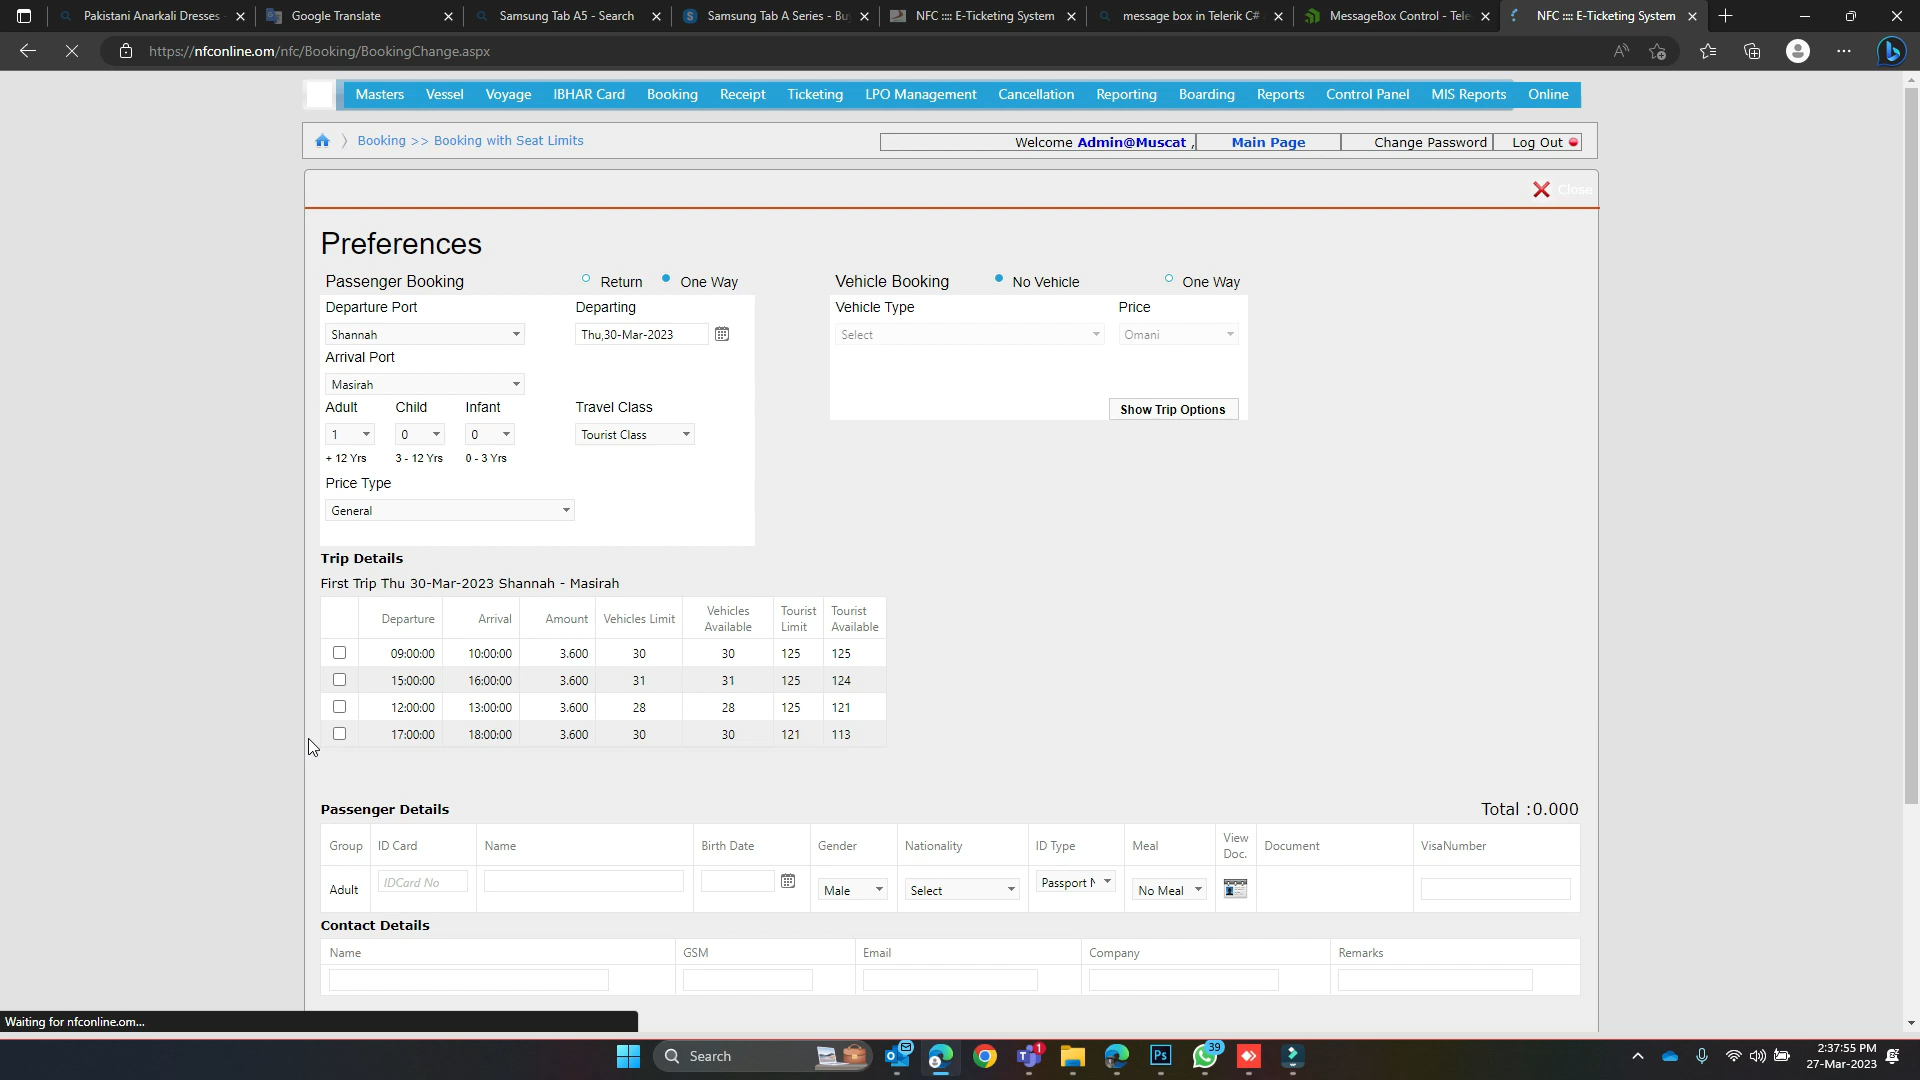 Pakistani Anarkali Dresses
Google Translate
Samsung Tab A5 - Search
Samsung Tab A Series - Bu
NFC :::: E-Ticketing System
message box in Telerik C#
MessageBox Control - Tele
NFC :::: E-Ticketing System
https://nfconline.om/nfc/Booking/BookingChange.aspx
Masters Vessel Voyage IBHAR Card Booking Receipt Ticketing LPO Management Cancellation Reporting Boarding Reports Control Panel MIS Reports Online
Booking >> Booking with Seat Limits
Welcome Admin@Muscat , Main Page Change Password Log Out
Close
Preferences
Passenger Booking Return One Way Vehicle Booking No Vehicle One Way
Departure Port Departing Vehicle Type Price
Shannah Thu,30-Mar-2023 Select Omani
Arrival Port
Masirah
Adult Child Infant Travel Class Show Trip Options
1 0 0 Tourist Class
+ 12 Yrs 3 - 12 Yrs 0 - 3 Yrs
Price Type
General
Trip Details
First Trip Thu 30-Mar-2023 Shannah - Masirah
Departure Arrival Amount Vehicles Limit Vehicles Available Tourist Limit Tourist Available
09:00:00 10:00:00 3.600 30 30 125 125
15:00:00 16:00:00 3.600 31 31 125 124
12:00:00 13:00:00 3.600 28 28 125 121
17:00:00 18:00:00 3.600 30 30 121 113
Passenger Details Total :0.000
Group ID Card Name Birth Date Gender Nationality ID Type Meal View Doc. Document VisaNumber
Adult IDCard No Male Select Passport N No Meal
Contact Details
Name GSM Email Company Remarks
Waiting for nfconline.om...
Search
1
39
2:37:55 PM
27-Mar-2023